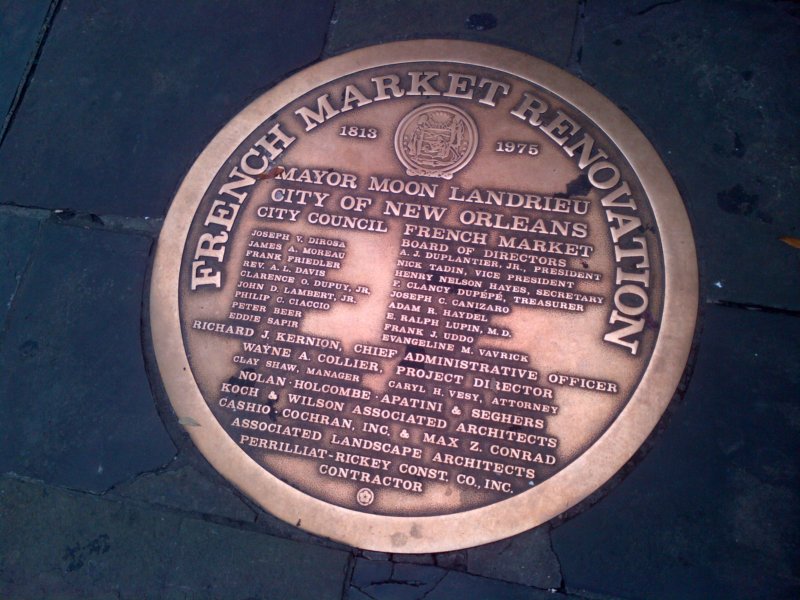 FRENCH MARKET RENOVATION
1813 1975
MAYOR MOON LANDRIEU
CITY OF NEW ORLEANS
CITY COUNCIL
JOSEPH V. DIROSA
JAMES A. MOREAU
FRANK FRIEDLER
REV. A. L. DAVIS
CLARENCE O. DUPUY, JR.
JOHN D. LAMBERT, JR.
PHILIP C. CIACCIO
PETER BEER
EDDIE SAPIR
FRENCH MARKET
BOARD OF DIRECTORS
A. J. DUPLANTIER, JR., PRESIDENT
NICK TADIN, VICE PRESIDENT
HENRY NELSON HAYES, SECRETARY
F. CLANCY DUPÉPÉ, TREASURER
JOSEPH C. CANIZARO
ADAM R. HAYDEL
E. RALPH LUPIN, M.D.
FRANK J. UDDO
EVANGELINE M. VAVRICK
RICHARD J. KERNION, CHIEF ADMINISTRATIVE OFFICER
WAYNE A. COLLIER, PROJECT DIRECTOR
CLAY SHAW, MANAGER CARYL H. VESY, ATTORNEY
NOLAN · HOLCOMBE · APATINI & SEGHERS
KOCH & WILSON ASSOCIATED ARCHITECTS
CASHIO · COCHRAN, INC. & MAX Z. CONRAD
ASSOCIATED LANDSCAPE ARCHITECTS
PERRILLIAT-RICKEY CONST. CO., INC.
CONTRACTOR